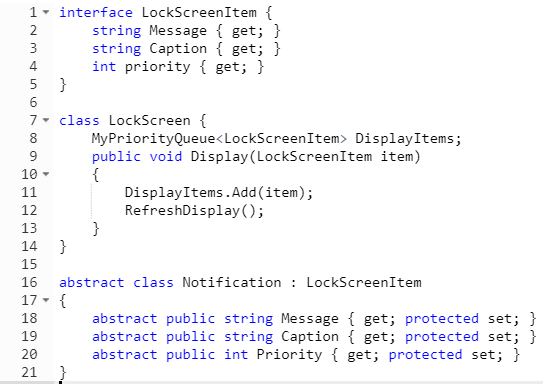 1 interface LockScreenItem {
2     string Message { get; }
3     string Caption { get; }
4     int priority { get; }
5 }
6
7 class LockScreen {
8     MyPriorityQueue<LockScreenItem> DisplayItems;
9     public void Display(LockScreenItem item)
10     {
11         DisplayItems.Add(item);
12         RefreshDisplay();
13     }
14 }
15
16 abstract class Notification : LockScreenItem
17 {
18     abstract public string Message { get; protected set; }
19     abstract public string Caption { get; protected set; }
20     abstract public int Priority { get; protected set; }
21 }